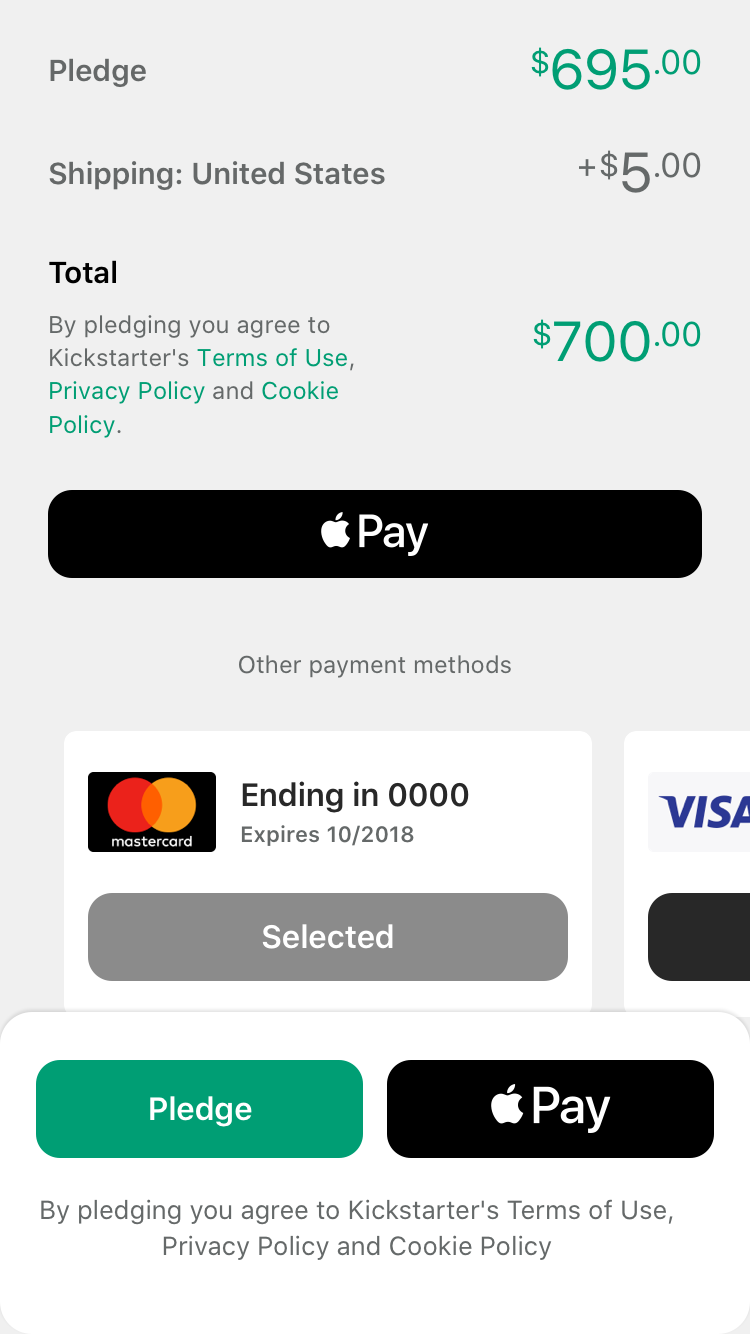 Pledge
$695.00
Shipping: United States
+$5.00
Total
By pledging you agree to
Kickstarter's Terms of Use,
Privacy Policy and Cookie
Policy.
$700.00
Pay
Other payment methods
mastercard
Ending in 0000
Expires 10/2018
Selected
VISA
Pledge
Pay
By pledging you agree to Kickstarter's Terms of Use,
Privacy Policy and Cookie Policy